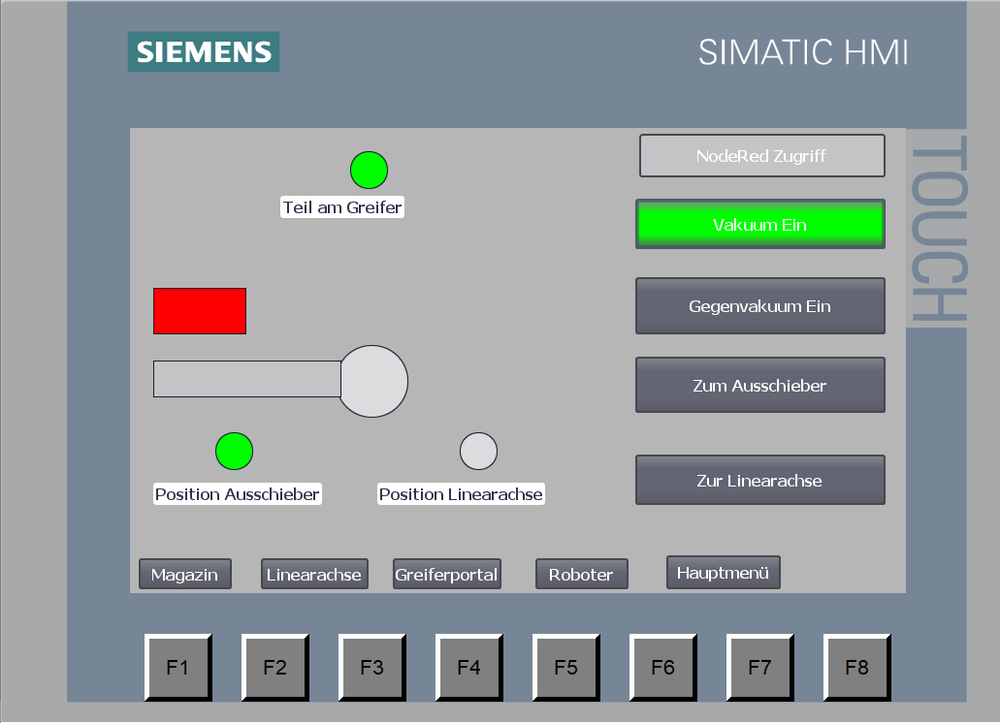 SIEMENS
SIMATIC HMI
TOUCH
NodeRed Zugriff
Teil am Greifer
Vakuum Ein
Gegenvakuum Ein
Zum Ausschieber
Zur Linearachse
Position Ausschieber
Position Linearachse
Magazin
Linearachse
Greiferportal
Roboter
Hauptmenü
F1
F2
F3
F4
F5
F6
F7
F8